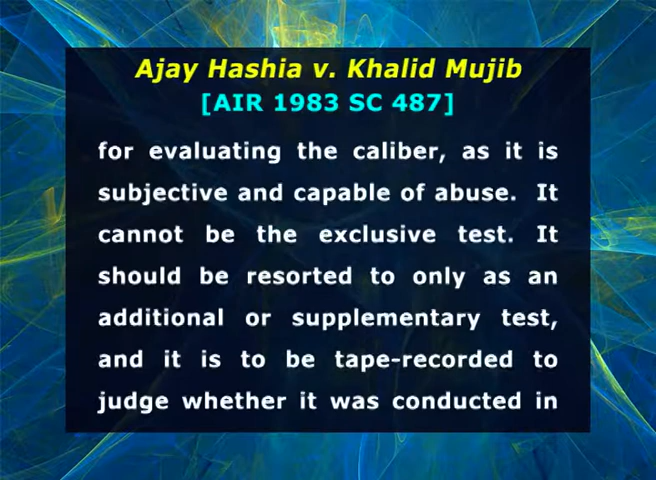 Ajay Hashia v. Khalid Mujib
[AIR 1983 SC 487]
for evaluating the caliber, as it is
subjective and capable of abuse. It
cannot be the exclusive test. It
should be resorted to only as an
additional or supplementary test,
and it is to be tape-recorded to
judge whether it was conducted in